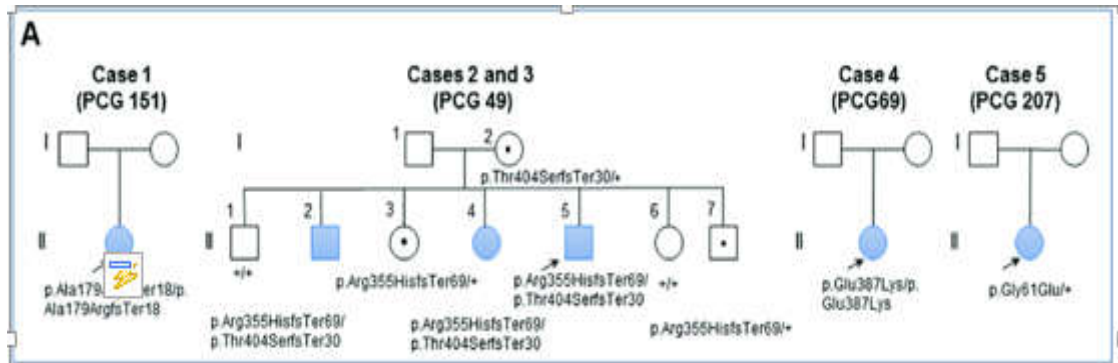 A
Case 1
(PCG 151)
Cases 2 and 3
(PCG 49)
Case 4
(PCG69)
Case 5
(PCG 207)
I
I
I
I
1
2
p.Thr404SerfsTer30/+
1
2
3
4
5
6
7
II
II
II
II
+/+
p.Arg355HisfsTer69/+
p.Arg355HisfsTer69/
p.Thr404SerfsTer30
+/+
p.Ala179 er18/p.
Ala179ArgfsTer18
p.Arg355HisfsTer69/
p.Thr404SerfsTer30
p.Arg355HisfsTer69/
p.Thr404SerfsTer30
p.Arg355HisfsTer69/+
p.Glu387Lys/p.
Glu387Lys
p.Gly61Glu/+